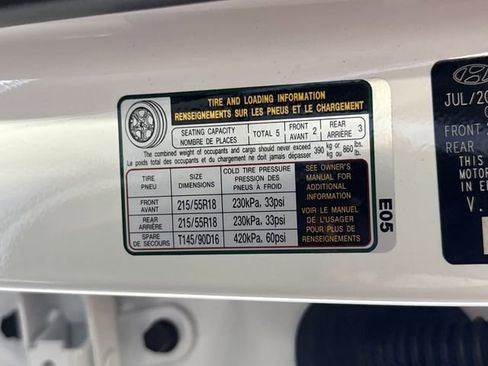 TIRE AND LOADING INFORMATION
RENSEIGNEMENTS SUR LES PNEUS ET LE CHARGEMENT
SEATING CAPACITY
NOMBRE DE PLACES
TOTAL 5
FRONT
AVANT 2
REAR
ARRIÈRE 3
The combined weight of occupants and cargo should never exceed 390 kg or 860 lb.
Le poids total des occupants et du chargement ne doit jamais dépasser 390 kg ou 860 lb.
TIRE
PNEU
SIZE
DIMENSIONS
COLD TIRE PRESSURE
PRESSION DES
PNEUS À FROID
SEE OWNER'S
MANUAL FOR
ADDITIONAL
INFORMATION
FRONT
AVANT
215/55R18
230kPa, 33psi
REAR
ARRIÈRE
215/55R18
230kPa, 33psi
SPARE
DE SECOURS
T145/90D16
420kPa, 60psi
VOIR LE MANUEL
DE L'USAGER
POUR PLUS DE
RENSEIGNEMENTS
E05
JUL/20
FRONT
REAR
THIS
MOTOR
IN E
V.